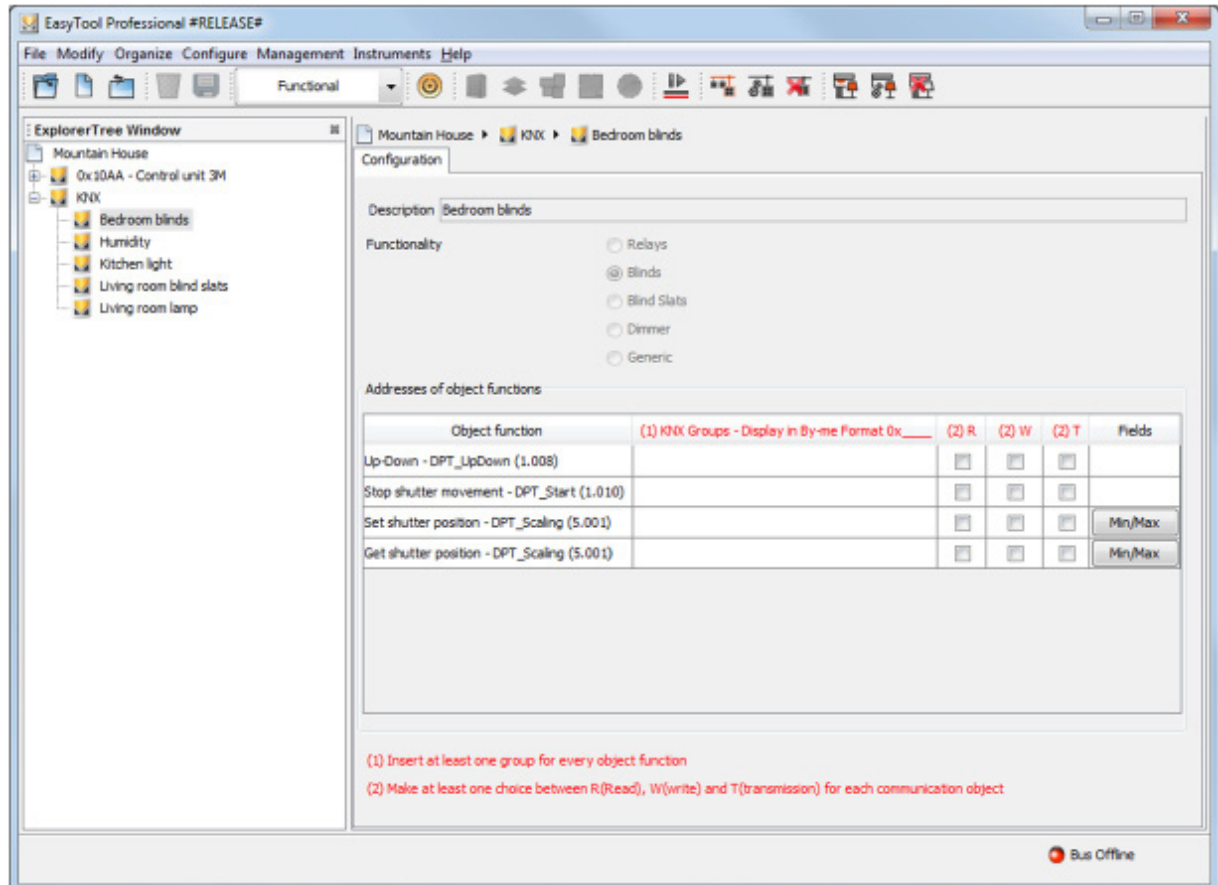 EasyTool Professional #RELEASE#
File Modify Organize Configure Management Instruments Help
Functional
ExplorerTree Window
Mountain House
0x10AA - Control unit 3M
KNX
Bedroom blinds
Humidity
Kitchen light
Living room blind slats
Living room lamp
Mountain House KNX Bedroom blinds
Configuration
Description Bedroom blinds
Functionality
Relays
Blinds
Blind Slats
Dimmer
Generic
Addresses of object functions
Object function (1) KNX Groups - Display in By-me Format 0x____ (2) R (2) W (2) T Fields
Up-Down - DPT_UpDown (1.008)
Stop shutter movement - DPT_Start (1.010)
Set shutter position - DPT_Scaling (5.001) Min/Max
Get shutter position - DPT_Scaling (5.001) Min/Max
(1) Insert at least one group for every object function
(2) Make at least one choice between R(Read), W(write) and T(transmission) for each communication object
Bus Offline